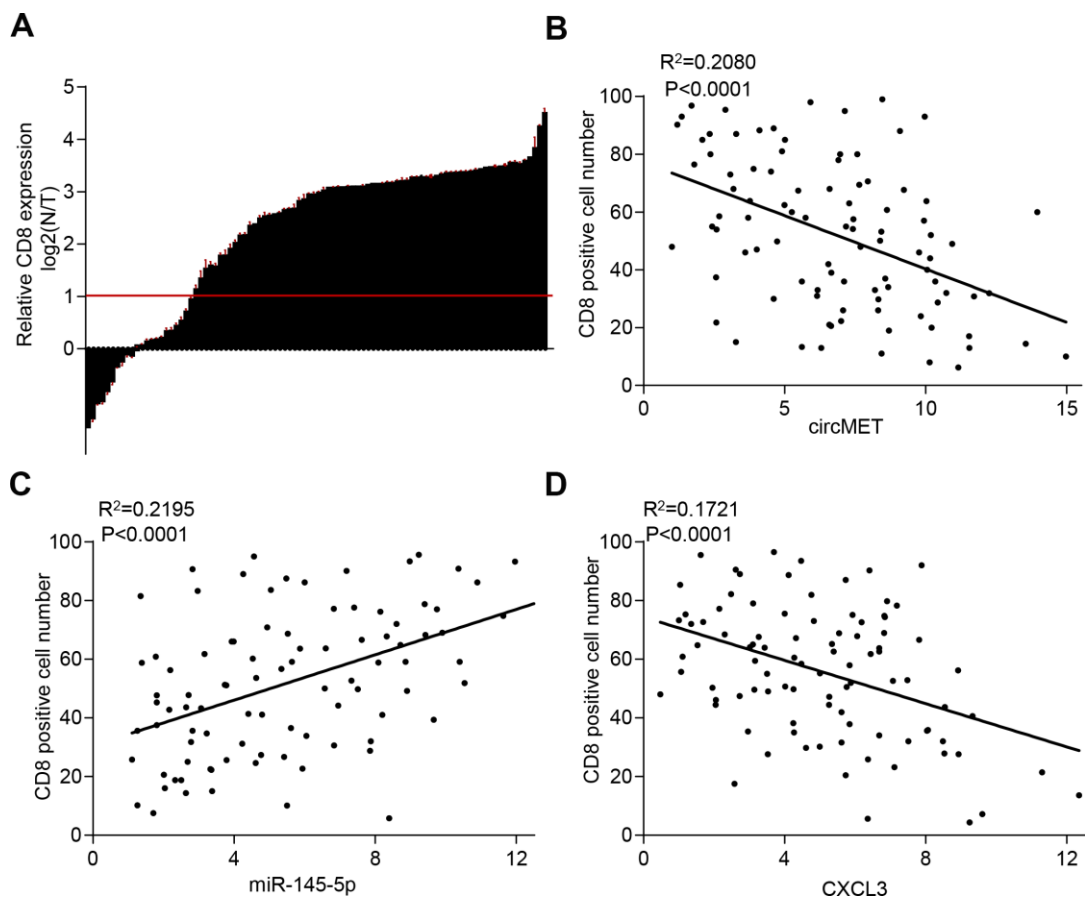 A
Relative CD8 expression
log2(N/T)
5
4
3
2
1
0
B
R²=0.2080
P<0.0001
CD8 positive cell number
100
80
60
40
20
0
0 5 10 15
circMET
C
R²=0.2195
P<0.0001
CD8 positive cell number
100
80
60
40
20
0
0 4 8 12
miR-145-5p
D
R²=0.1721
P<0.0001
CD8 positive cell number
100
80
60
40
20
0
0 4 8 12
CXCL3